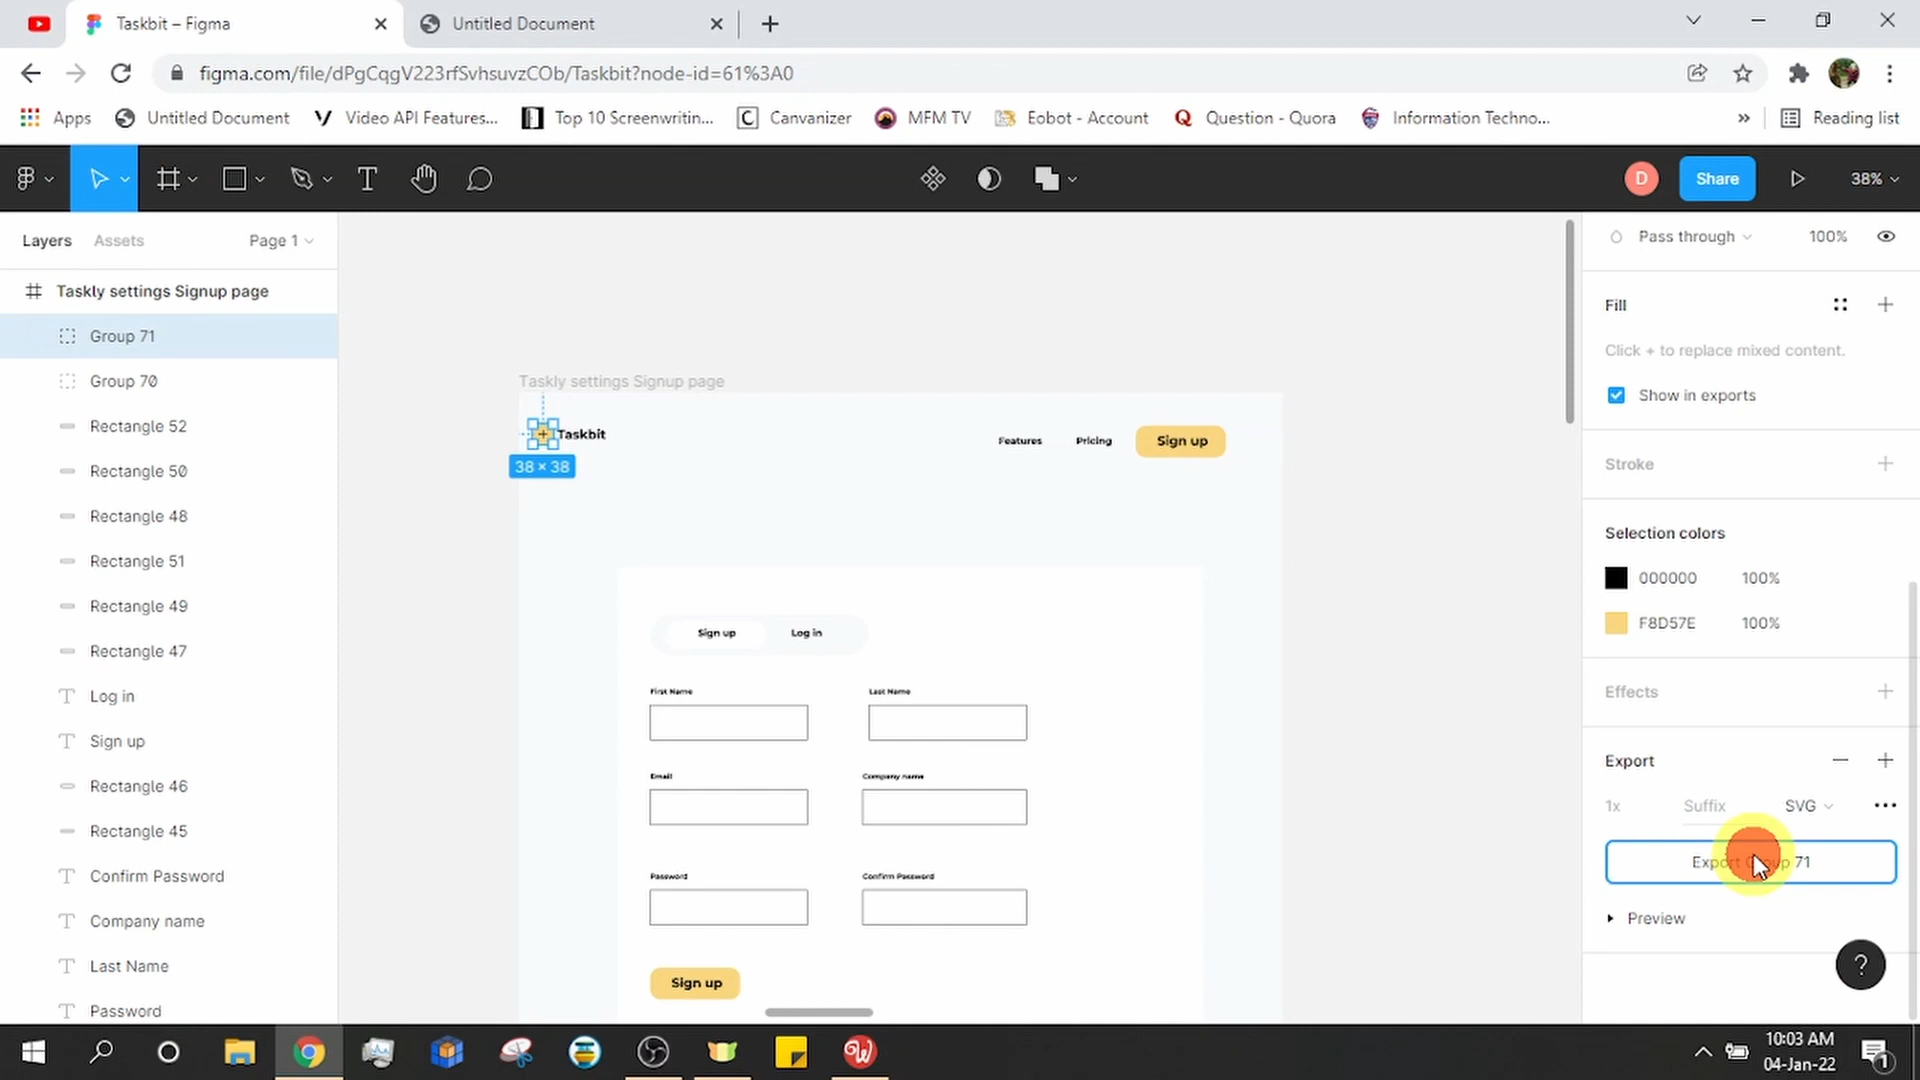 Taskbit – Figma
Untitled Document
figma.com/file/dPgCqgV223rfSvhsuvzCOb/Taskbit?node-id=61%3A0
Apps
Untitled Document
Video API Features...
Top 10 Screenwritin...
Canvanizer
MFM TV
Eobot - Account
Question - Quora
Information Techno...
»
Reading list
D
Share
38%
Layers
Assets
Page 1
Taskly settings Signup page
Group 71
Group 70
Rectangle 52
Rectangle 50
Rectangle 48
Rectangle 51
Rectangle 49
Rectangle 47
Log in
Sign up
Rectangle 46
Rectangle 45
Confirm Password
Company name
Last Name
Password
Taskly settings Signup page
Taskbit
38 × 38
Features
Pricing
Sign up
Sign up
Log in
First Name
Last Name
Email
Company name
Password
Confirm Password
Sign up
Pass through
100%
Fill
Click + to replace mixed content.
Show in exports
Stroke
Selection colors
000000
100%
F8D57E
100%
Effects
Export
1x
Suffix
SVG
Export Group 71
Preview
?
10:03 AM
04-Jan-22
1